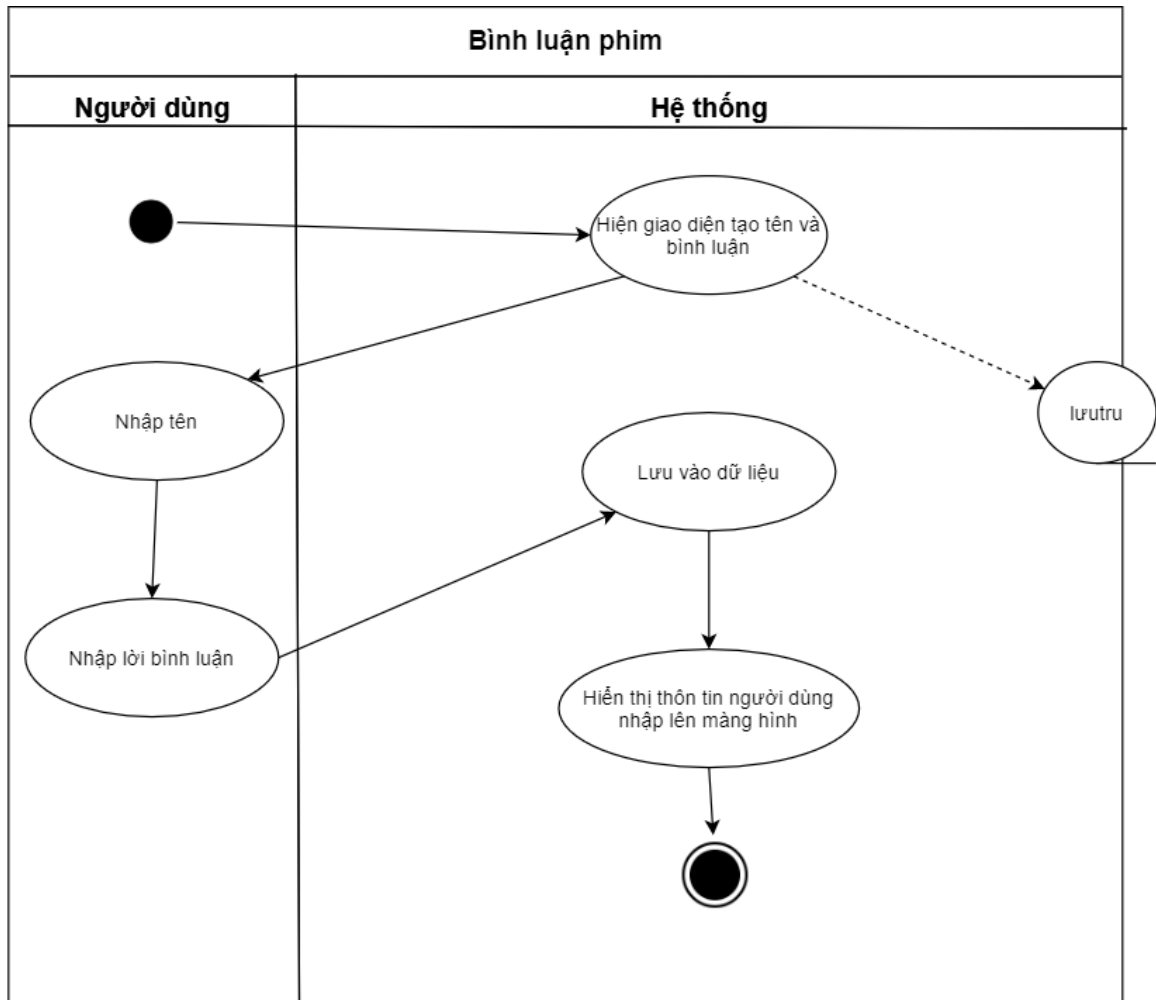 Bình luận phim
Người dùng
Hệ thống
Hiện giao diện tạo tên và
bình luận
Nhập tên
lưutru
Lưu vào dữ liệu
Nhập lời bình luận
Hiển thị thôn tin người dùng
nhập lên màng hình